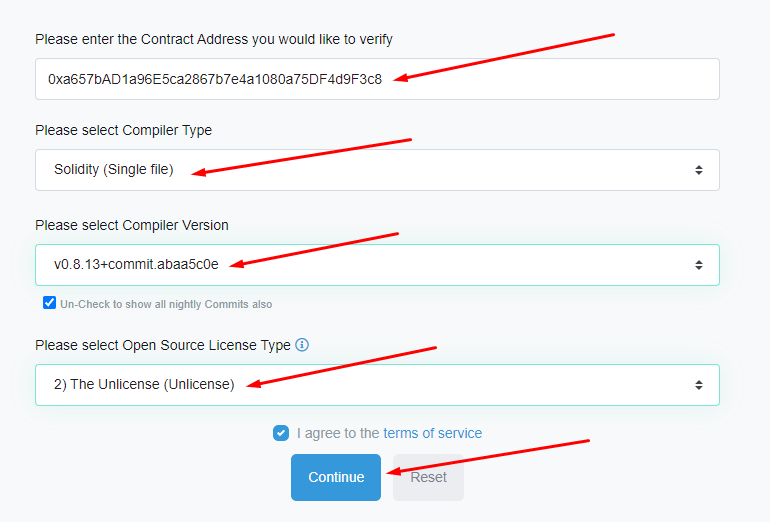 Please enter the Contract Address you would like to verify
0xa657bAD1a96E5ca2867b7e4a1080a75DF4d9F3c8
Please select Compiler Type
Solidity (Single file)
Please select Compiler Version
v0.8.13+commit.abaa5c0e
Un-Check to show all nightly Commits also
Please select Open Source License Type
2) The Unlicense (Unlicense)
I agree to the terms of service
Continue Reset